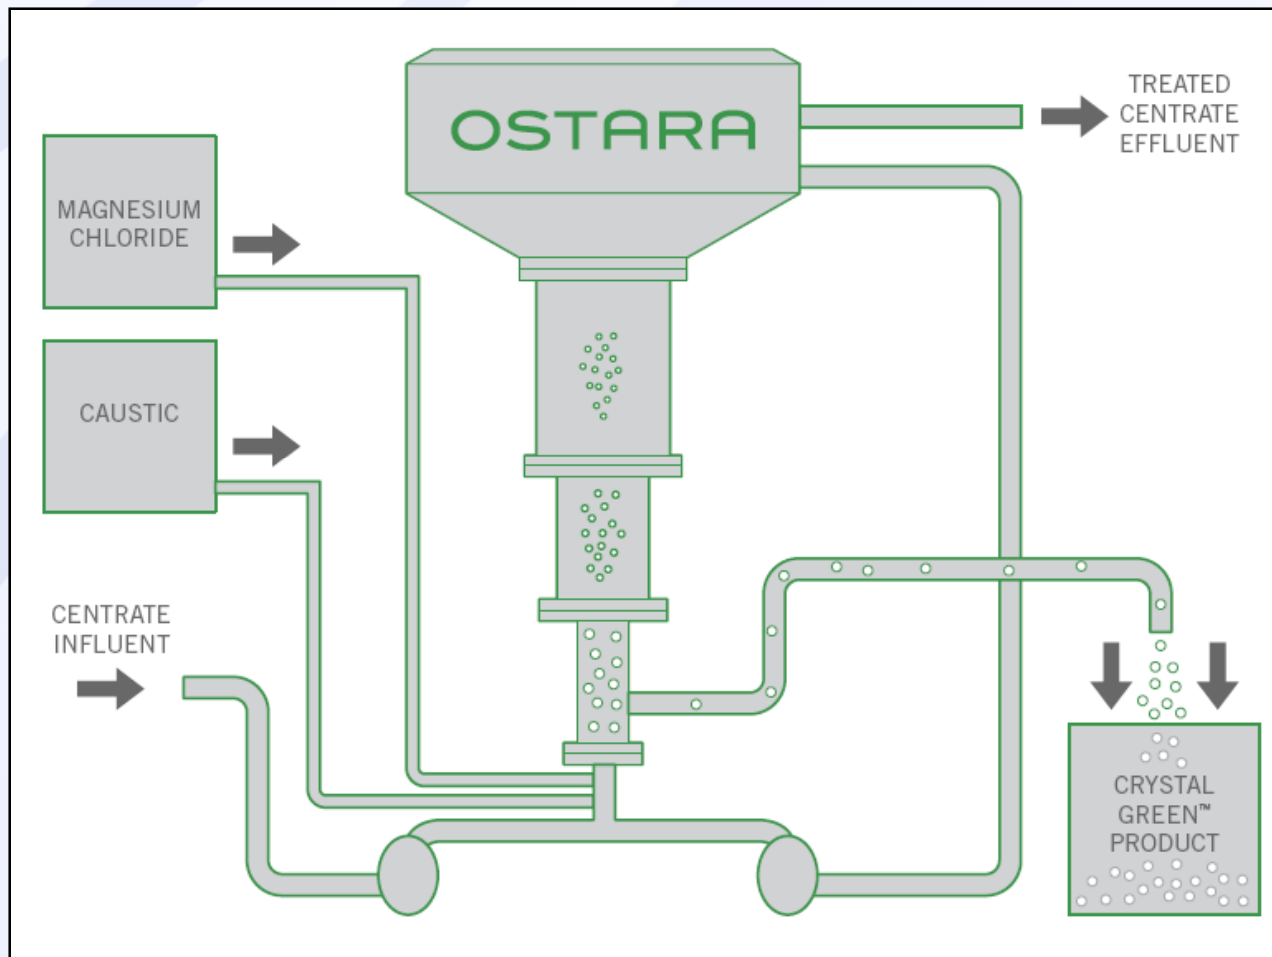 OSTARA
TREATED
CENTRATE
EFFLUENT
MAGNESIUM
CHLORIDE
CAUSTIC
CENTRATE
INFLUENT
CRYSTAL
GREEN™
PRODUCT